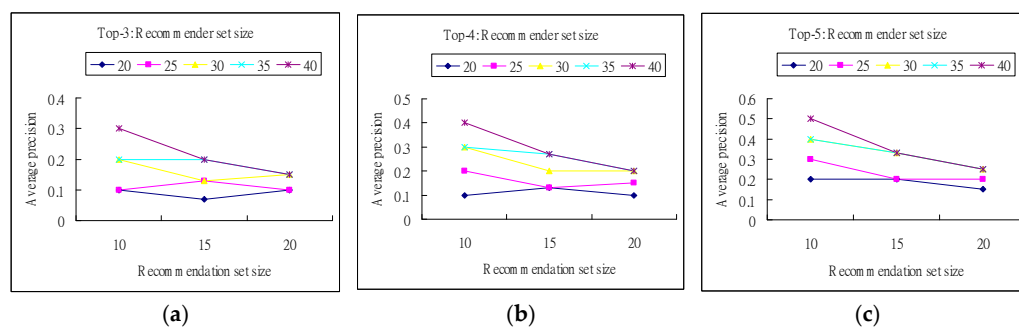 Top-3: Recommender set size
20 25 30 35 40
0.4
0.3
0.2
0.1
0
Average precision
10 15 20
Recommendation set size
(a)
Top-4: Recommender set size
20 25 30 35 40
0.5
0.4
0.3
0.2
0.1
0
Average precision
10 15 20
Recommendation set size
(b)
Top-5: Recommender set size
20 25 30 35 40
0.6
0.5
0.4
0.3
0.2
0.1
0
Average precision
10 15 20
Recommendation set size
(c)